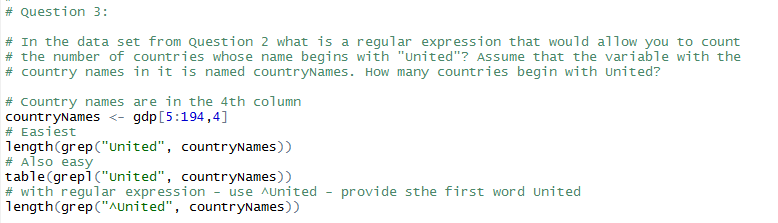 # Question 3:
# In the data set from Question 2 what is a regular expression that would allow you to count
# the number of countries whose name begins with "United"? Assume that the variable with the
# country names in it is named countryNames. How many countries begin with United?
# Country names are in the 4th column
countryNames <- gdp[5:194,4]
# Easiest
length(grep("United", countryNames))
# Also easy
table(grepl("United", countryNames))
# with regular expression - use ^United - provide sthe first word United
length(grep("^United", countryNames))